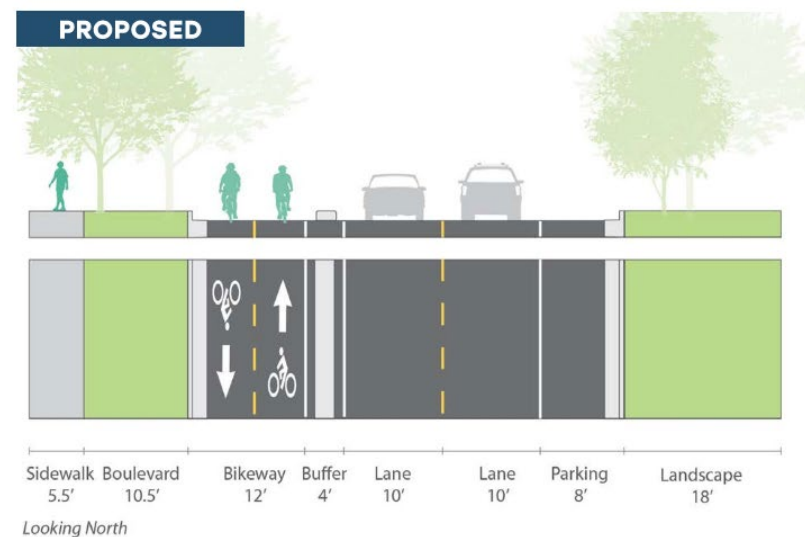 PROPOSED
Sidewalk Boulevard Bikeway Buffer Lane Lane Parking Landscape
5.5' 10.5' 12' 4' 10' 10' 8' 18'
Looking North